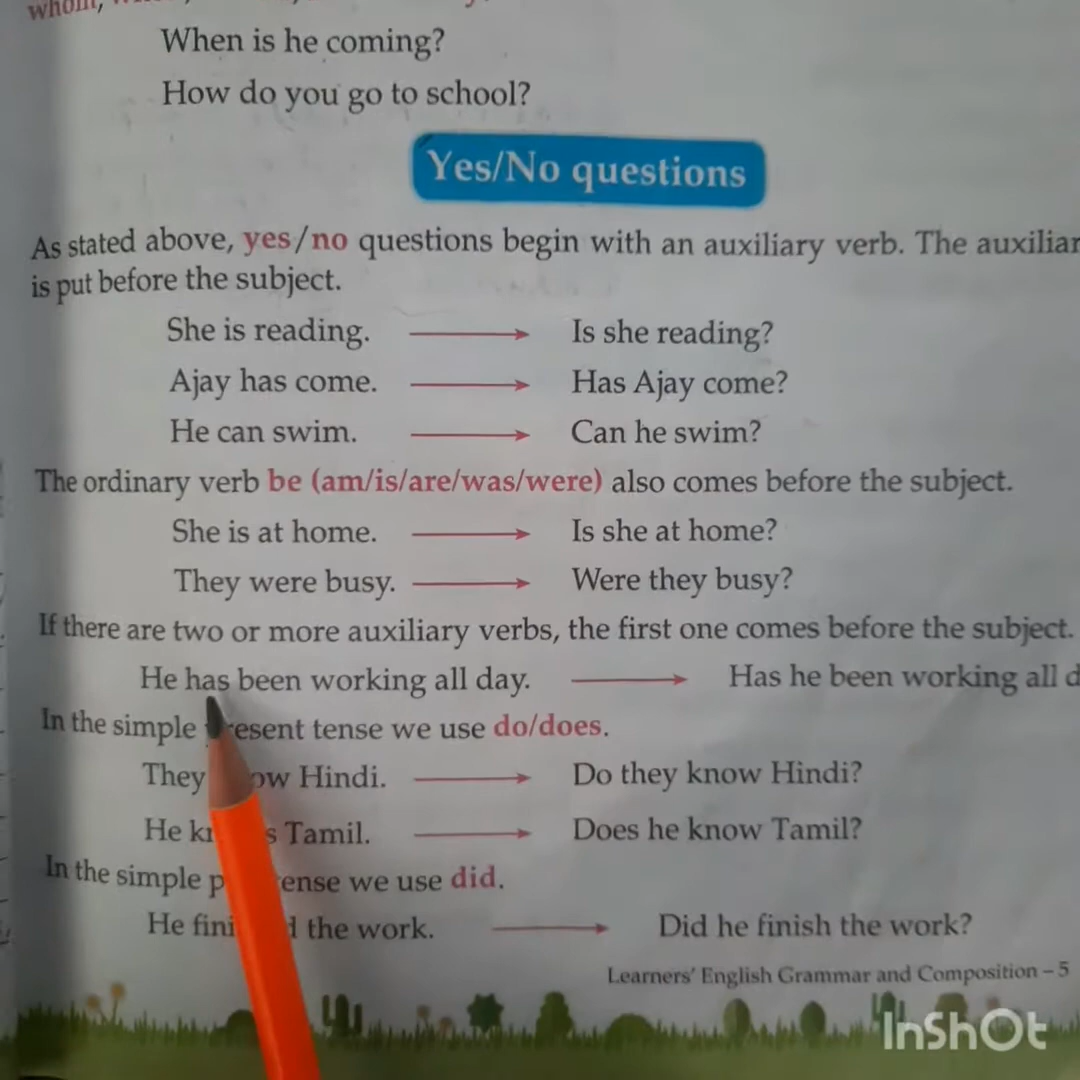 whom,
When is he coming?
How do you go to school?
Yes/No questions
As stated above, yes/no questions begin with an auxiliary verb. The auxiliar
is put before the subject.
She is reading. Is she reading?
Ajay has come. Has Ajay come?
He can swim. Can he swim?
The ordinary verb be (am/is/are/was/were) also comes before the subject.
She is at home. Is she at home?
They were busy. Were they busy?
If there are two or more auxiliary verbs, the first one comes before the subject.
He has been working all day. Has he been working all d
In the simple present tense we use do/does.
They know Hindi. Do they know Hindi?
He knows Tamil. Does he know Tamil?
In the simple p ense we use did.
He fini d the work. Did he finish the work?
Learners' English Grammar and Composition – 5
InShOt